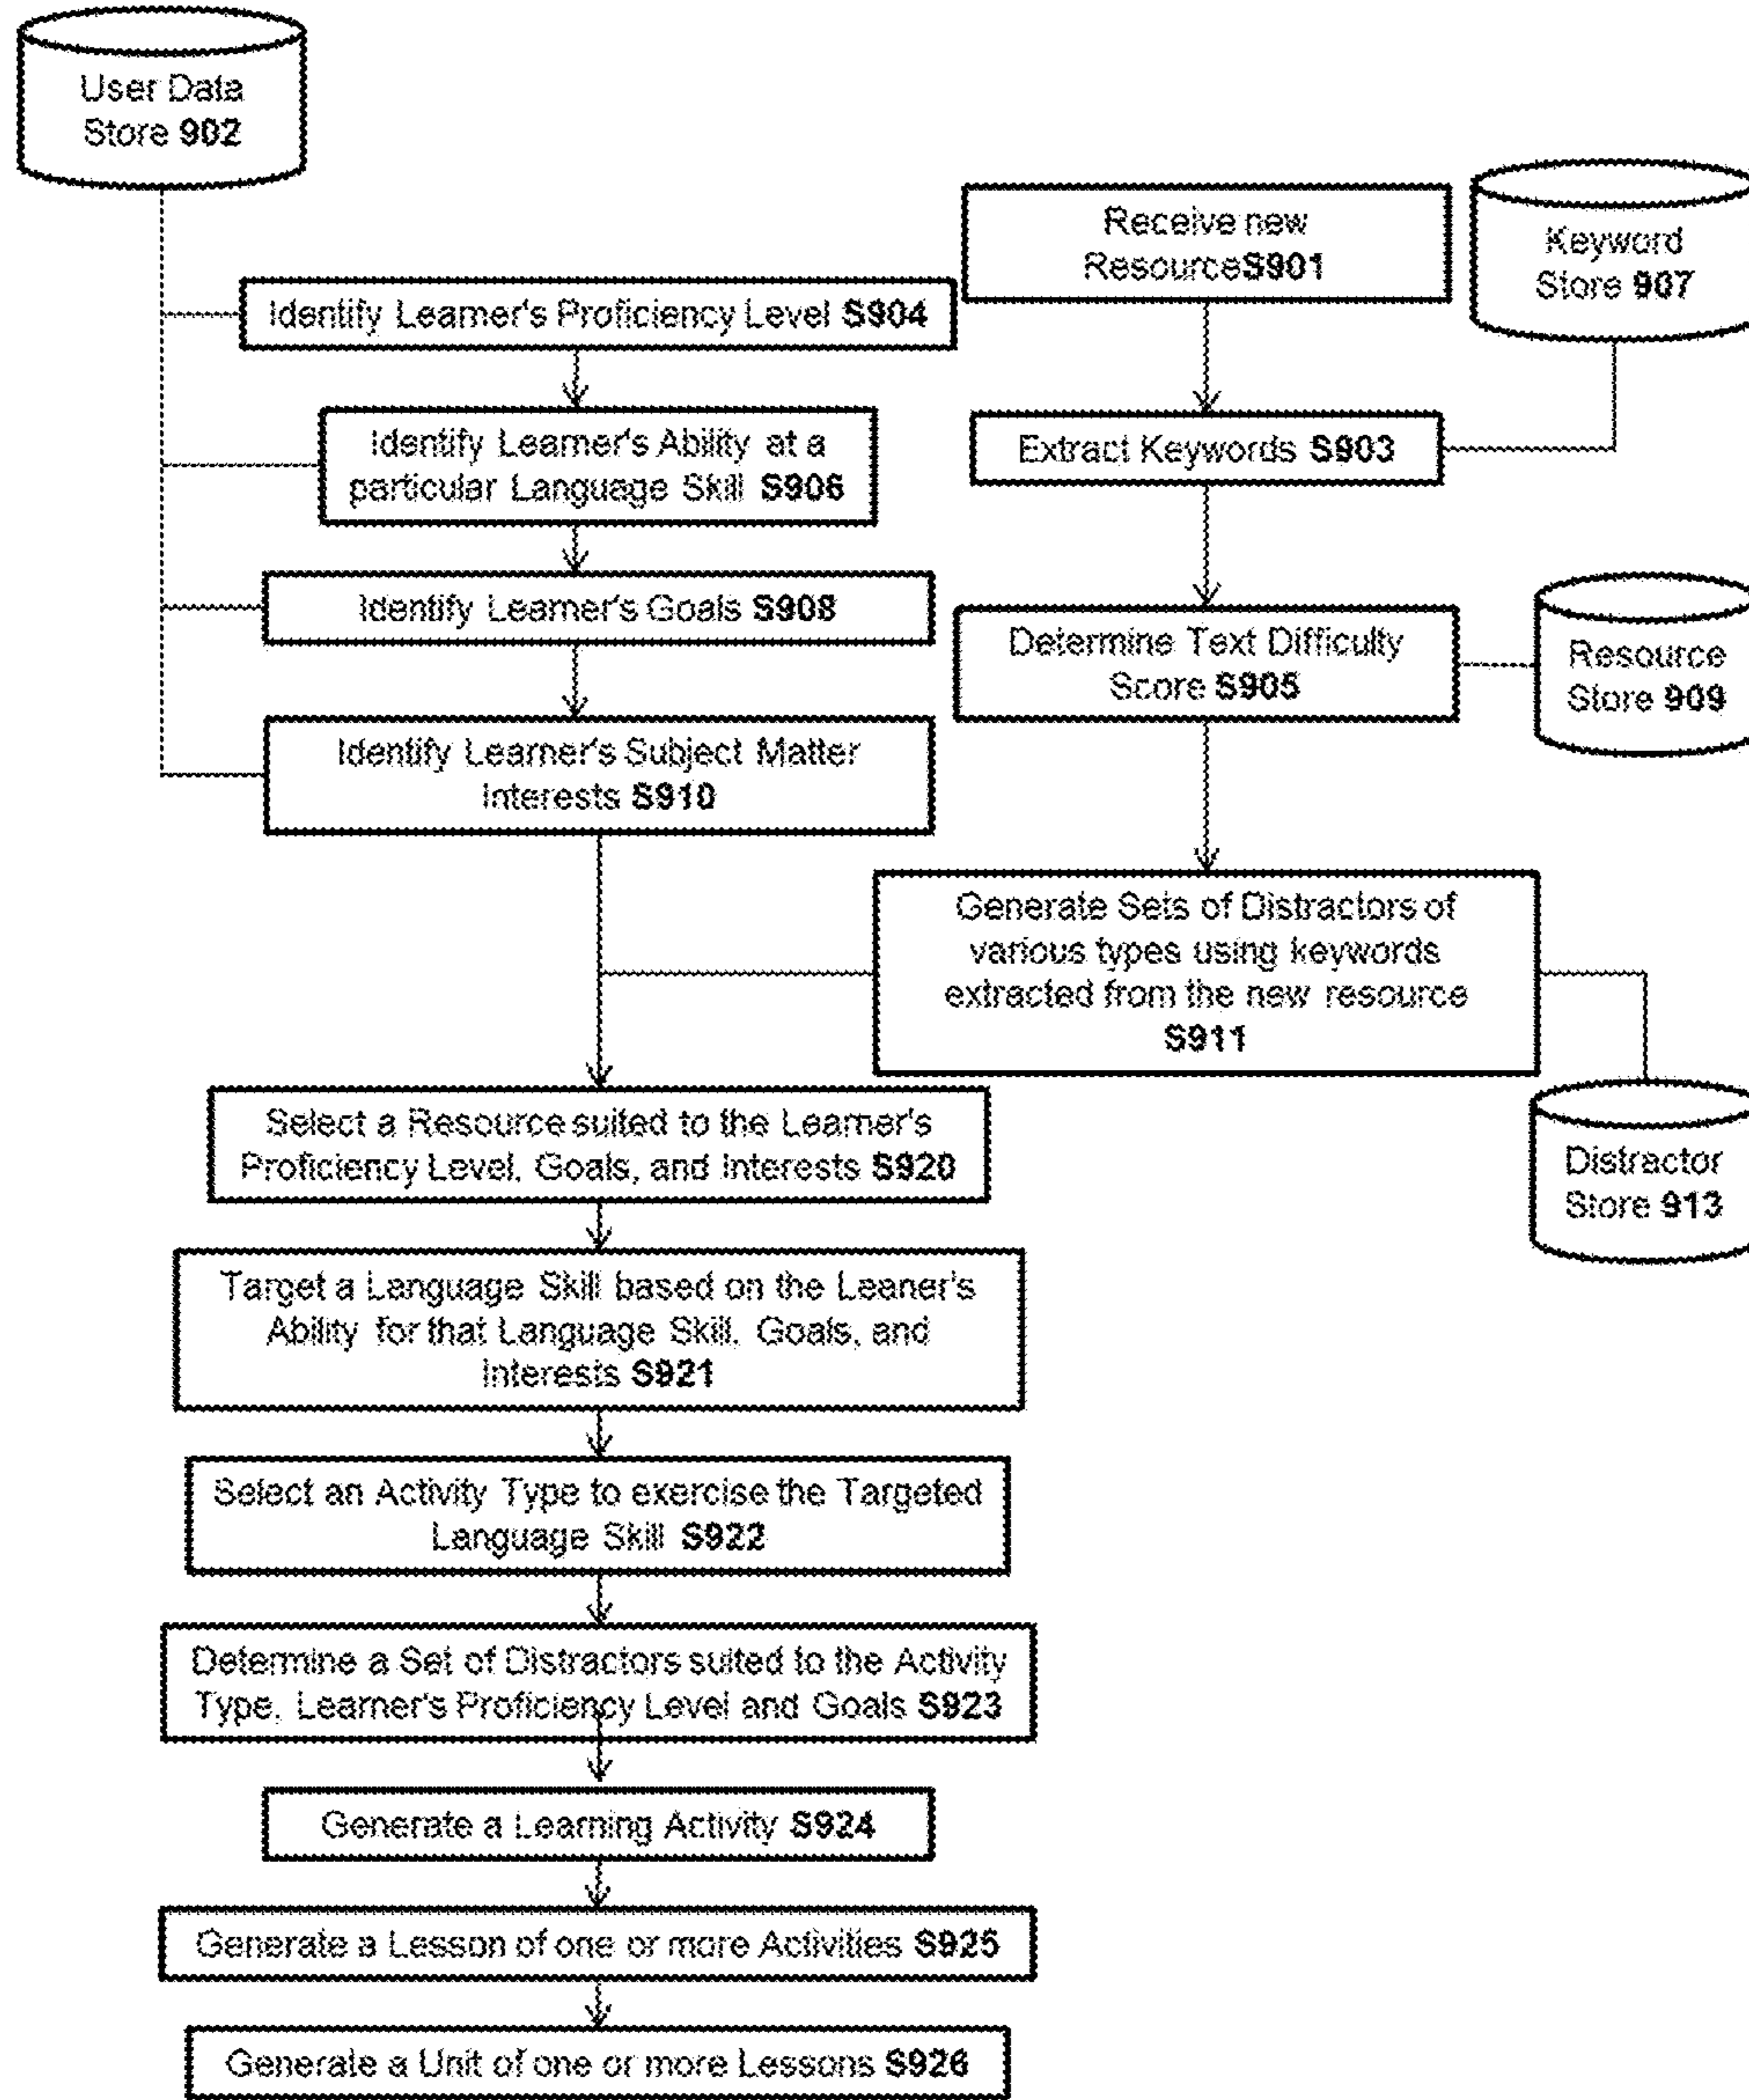 User Data
Store 902
Receive new
ResourceS901
Keyword
Store 907
Identify Learner's Proficiency Level S904
Identify Learner's Ability at a
particular Language Skill S906
Extract Keywords S903
Identify Learner's Goals S908
Determine Text Difficulty
Score S905
Resource
Store 909
Identify Learner's Subject Matter
Interests S910
Generate Sets of Distractors of
various types using keywords
extracted from the new resource
S911
Select a Resource suited to the Learner's
Proficiency Level, Goals, and Interests S920
Distractor
Store 913
Target a Language Skill based on the Leaner's
Ability for that Language Skill, Goals, and
Interests S921
Select an Activity Type to exercise the Targeted
Language Skill S922
Determine a Set of Distractors suited to the Activity
Type, Learner's Proficiency Level and Goals S923
Generate a Learning Activity S924
Generate a Lesson of one or more Activities S925
Generate a Unit of one or more Lessons S926